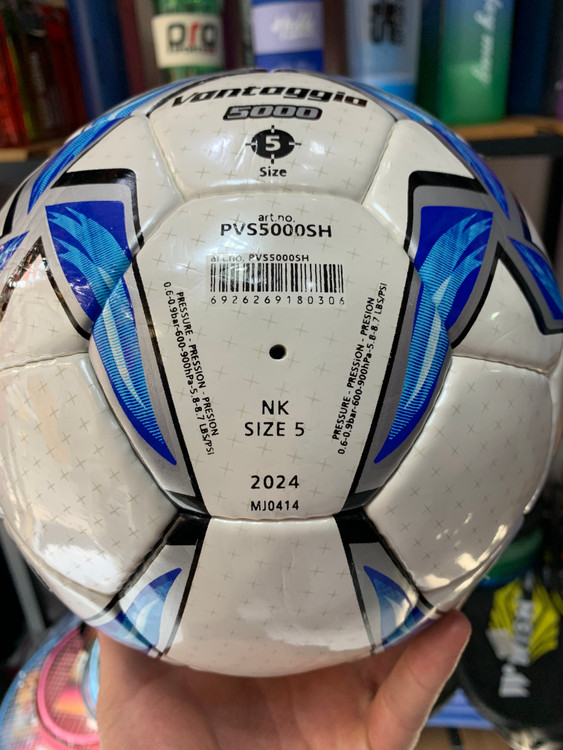 pro
Vantaggio
5000
5
Size
art.no.
PVS5000SH
art.no. PVS5000SH
6926269180306
PRESSURE - PRESSION - PRESION
0.6-0.9bar-600-900hPa-5.8-8.7 LBS/PSI
PRESSURE - PRESSION - PRESION
0.6-0.9bar-600-900hPa-5.8-8.7 LBS/PSI
NK
SIZE 5
2024
MJ0414